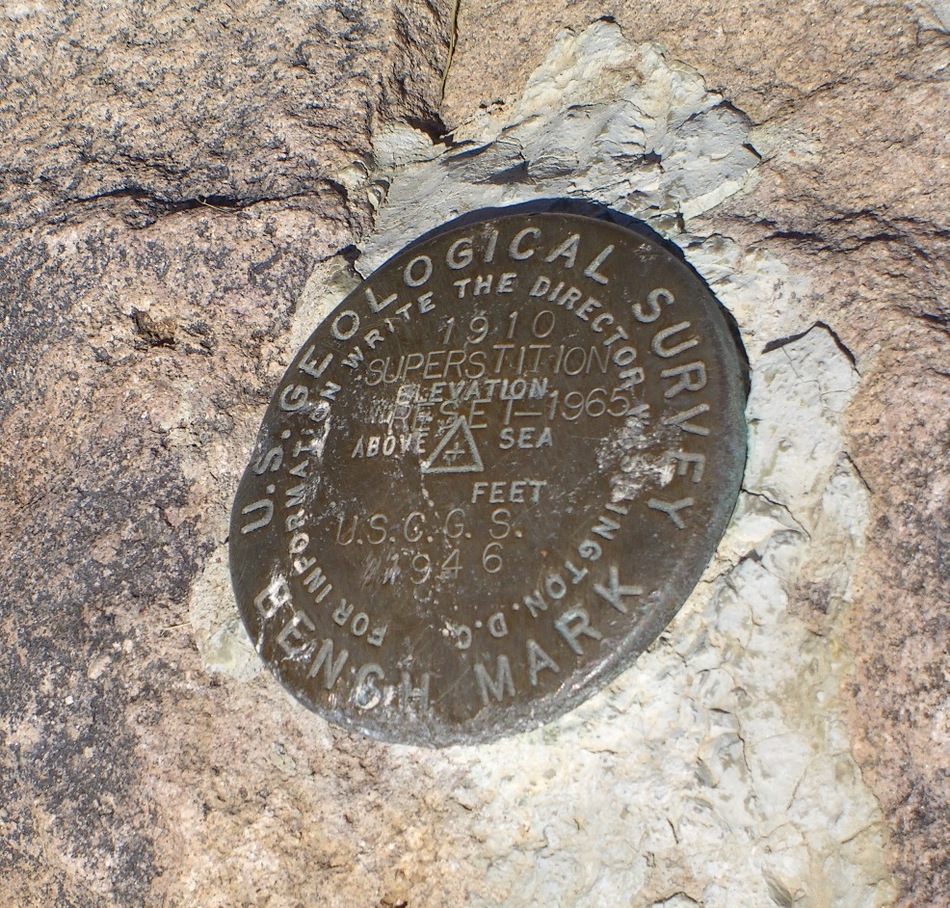 U.S. GEOLOGICAL SURVEY
FOR INFORMATION WRITE THE DIRECTOR WASHINGTON. D.C.
1910
SUPERSTITION
ELEVATION
RESET-1965
ABOVE SEA
FEET
U.S.C.G.S.
1946
BENCH MARK